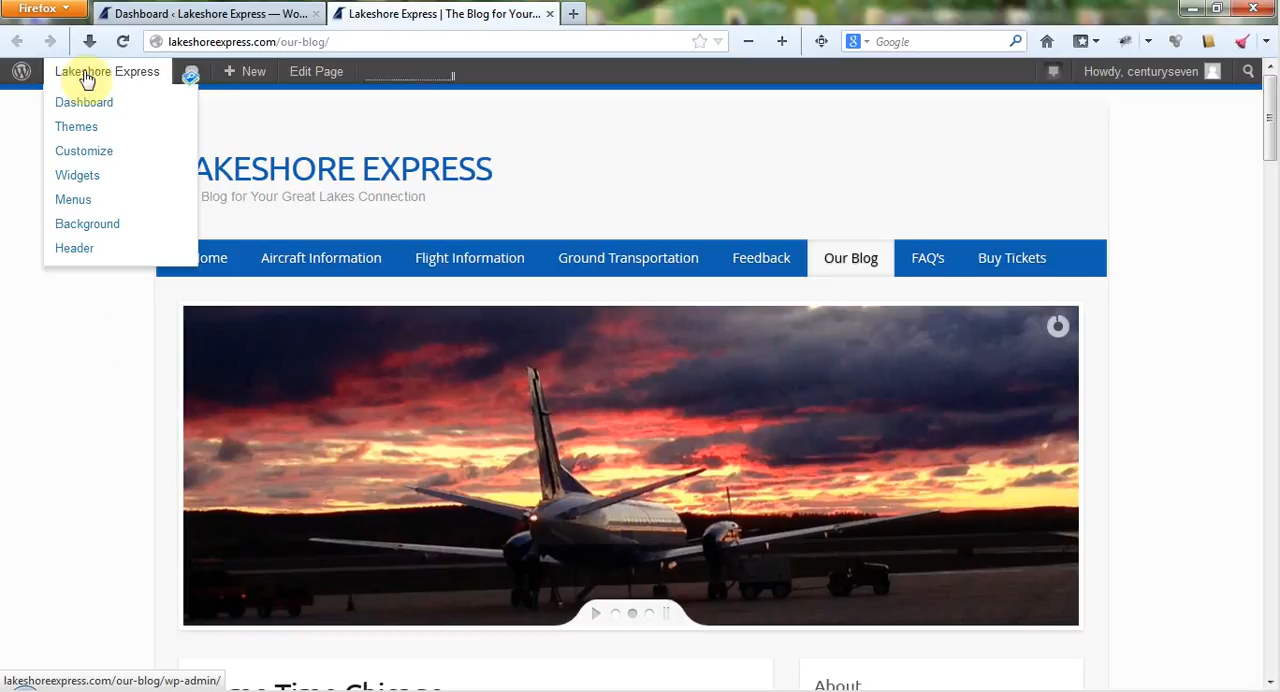 Firefox
Dashboard ‹ Lakeshore Express — Wo...
Lakeshore Express | The Blog for Your...
lakeshoreexpress.com/our-blog/
Google
Lakeshore Express
New
Edit Page
Howdy, centuryseven
Dashboard
Themes
Customize
Widgets
Menus
Background
Header
AKESHORE EXPRESS
Blog for Your Great Lakes Connection
ome
Aircraft Information
Flight Information
Ground Transportation
Feedback
Our Blog
FAQ's
Buy Tickets
me Time Chicago
About
lakeshoreexpress.com/our-blog/wp-admin/